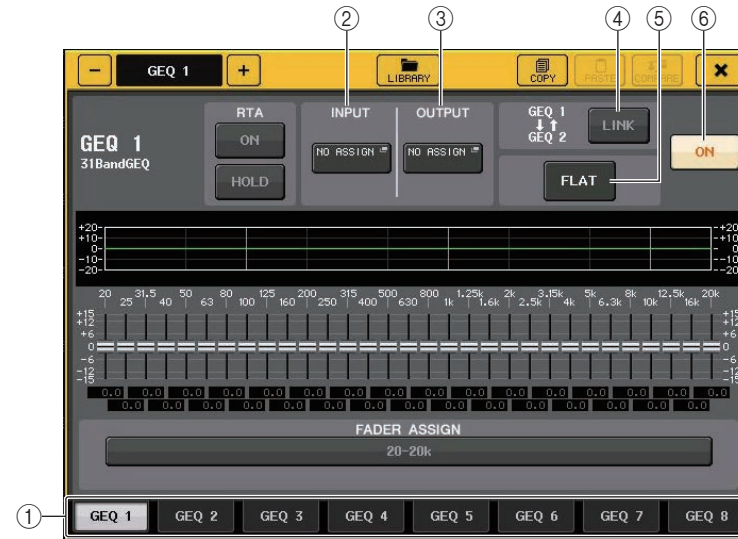 ② ③ ④ ⑤ ⑥
− GEQ 1 + LIBRARY COPY PASTE COMPARE ×
GEQ 1
31BandGEQ
RTA
ON
HOLD
INPUT
NO ASSIGN
OUTPUT
NO ASSIGN
GEQ 1
↓↑
GEQ 2
LINK
FLAT
ON
+20 +20
+10 +10
0 0
-10 -10
-20 -20
20 31.5 50 80 125 200 315 500 800 1.25k 2k 3.15k 5k 8k 12.5k 20k
25 40 63 100 160 250 400 630 1k 1.6k 2.5k 4k 6.3k 10k 16k
+15 +15
+12 +12
+6 +6
0 0
-6 -6
-12 -12
-15 -15
0.0 0.0 0.0 0.0 0.0 0.0 0.0 0.0 0.0 0.0 0.0 0.0 0.0 0.0 0.0 0.0
0.0 0.0 0.0 0.0 0.0 0.0 0.0 0.0 0.0 0.0 0.0 0.0 0.0 0.0 0.0
FADER ASSIGN
20-20k
① GEQ 1 GEQ 2 GEQ 3 GEQ 4 GEQ 5 GEQ 6 GEQ 7 GEQ 8